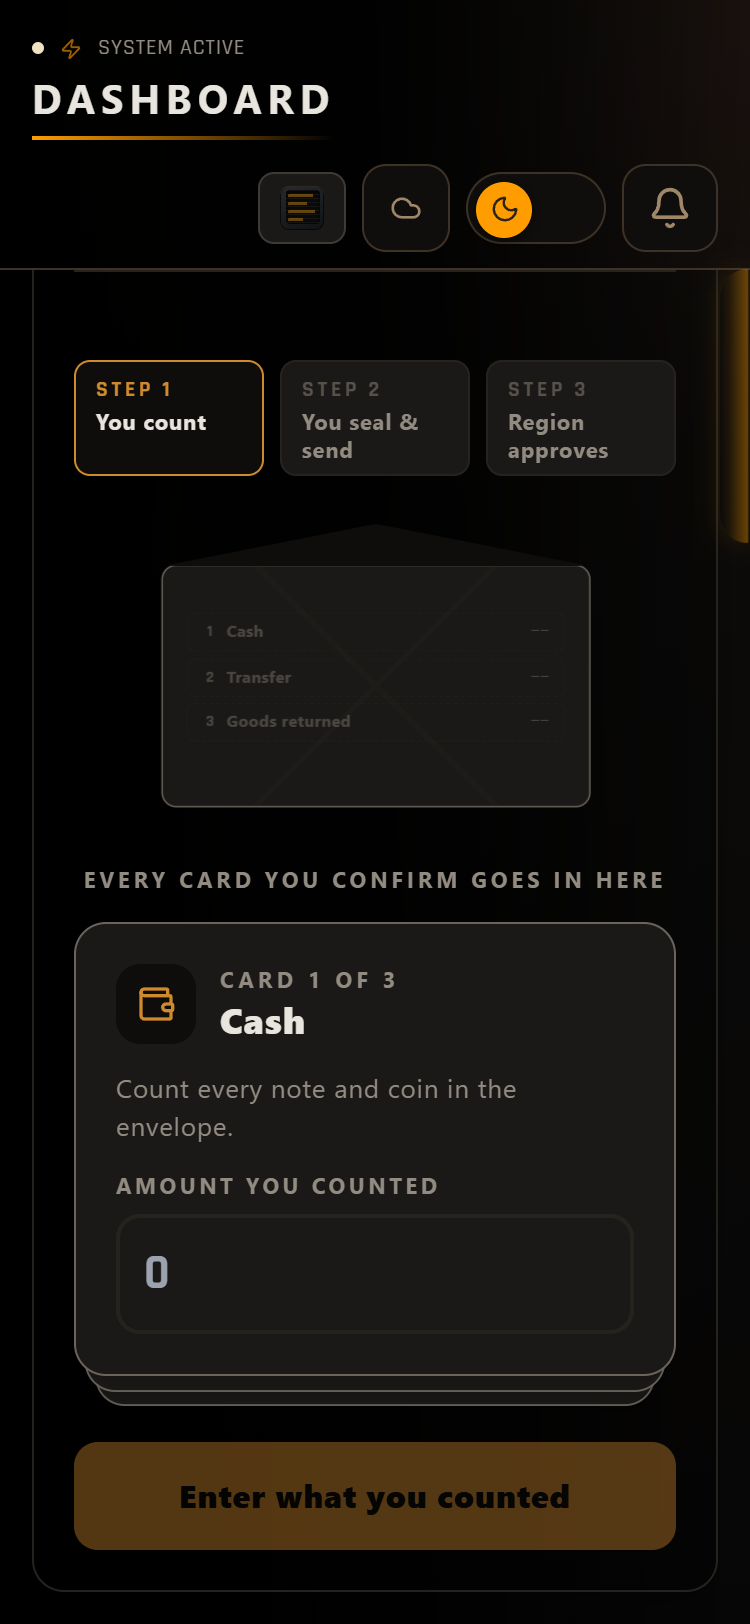 SYSTEM ACTIVE
DASHBOARD
STEP 1
You count
STEP 2
You seal &
send
STEP 3
Region
approves
1 Cash ——
2 Transfer ——
3 Goods returned ——
EVERY CARD YOU CONFIRM GOES IN HERE
CARD 1 OF 3
Cash
Count every note and coin in the
envelope.
AMOUNT YOU COUNTED
0
Enter what you counted